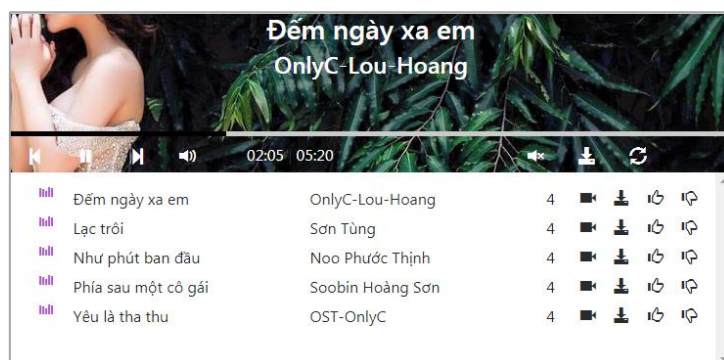 Đếm ngày xa em
OnlyC-Lou-Hoang
02:05 05:20
Đếm ngày xa em OnlyC-Lou-Hoang 4
Lạc trôi Sơn Tùng 4
Như phút ban đầu Noo Phước Thịnh 4
Phía sau một cô gái Soobin Hoàng Sơn 4
Yêu là tha thu OST-OnlyC 4